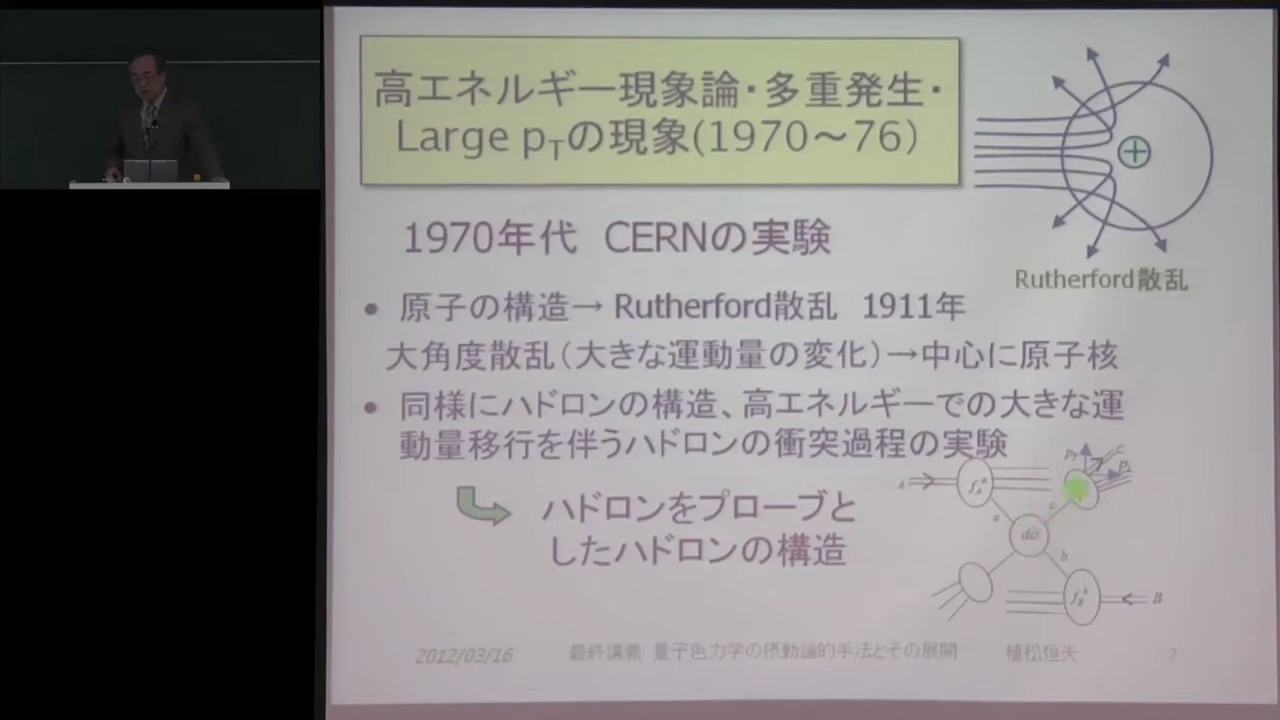 高エネルギー現象論・多重発生・
Large pTの現象(1970～76)
1970年代 CERNの実験
Rutherford散乱
• 原子の構造→ Rutherford散乱 1911年
大角度散乱(大きな運動量の変化)→中心に原子核
• 同様にハドロンの構造、高エネルギーでの大きな運
動量移行を伴うハドロンの衝突過程の実験
ハドロンをプローブと
したハドロンの構造
A
a
c
C
dσ
b
B
2012/03/16 最終講義 量子色力学の摂動論的手法とその展開 植松恒夫 7